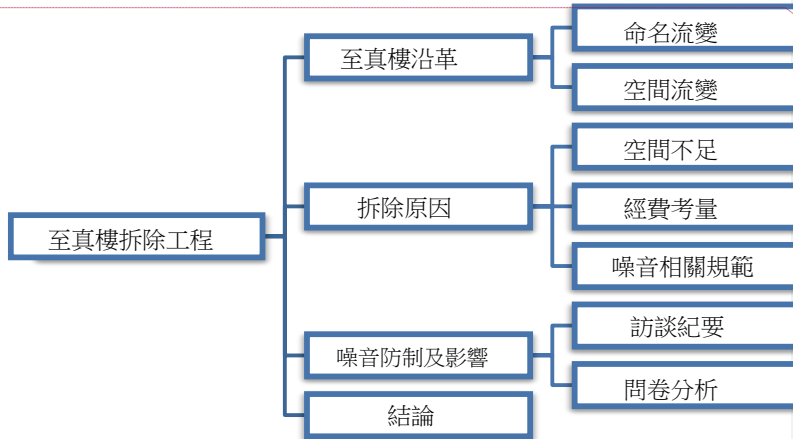 至真樓拆除工程
至真樓沿革
命名流變
空間流變
拆除原因
空間不足
經費考量
噪音相關規範
噪音防制及影響
訪談紀要
問卷分析
結論